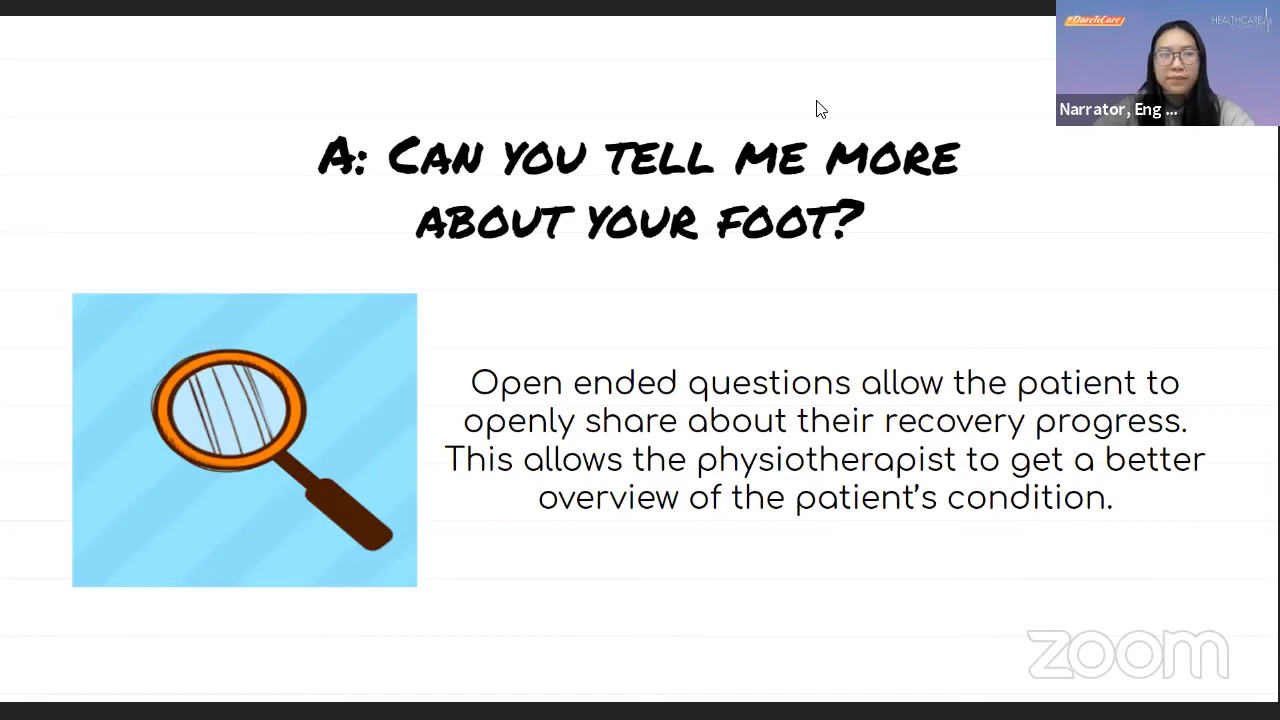 #DareToCare
HEALTHCARE
Narrator, Eng ...
A: Can you tell me more
about your foot?
Open ended questions allow the patient to
openly share about their recovery progress.
This allows the physiotherapist to get a better
overview of the patient's condition.
zoom